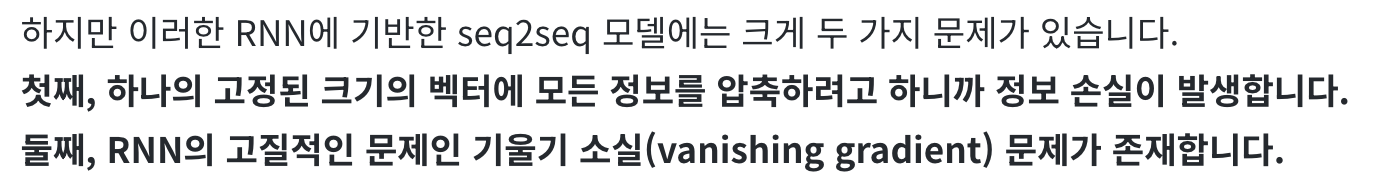 하지만 이러한 RNN에 기반한 seq2seq 모델에는 크게 두 가지 문제가 있습니다.
첫째, 하나의 고정된 크기의 벡터에 모든 정보를 압축하려고 하니까 정보 손실이 발생합니다.
둘째, RNN의 고질적인 문제인 기울기 소실(vanishing gradient) 문제가 존재합니다.